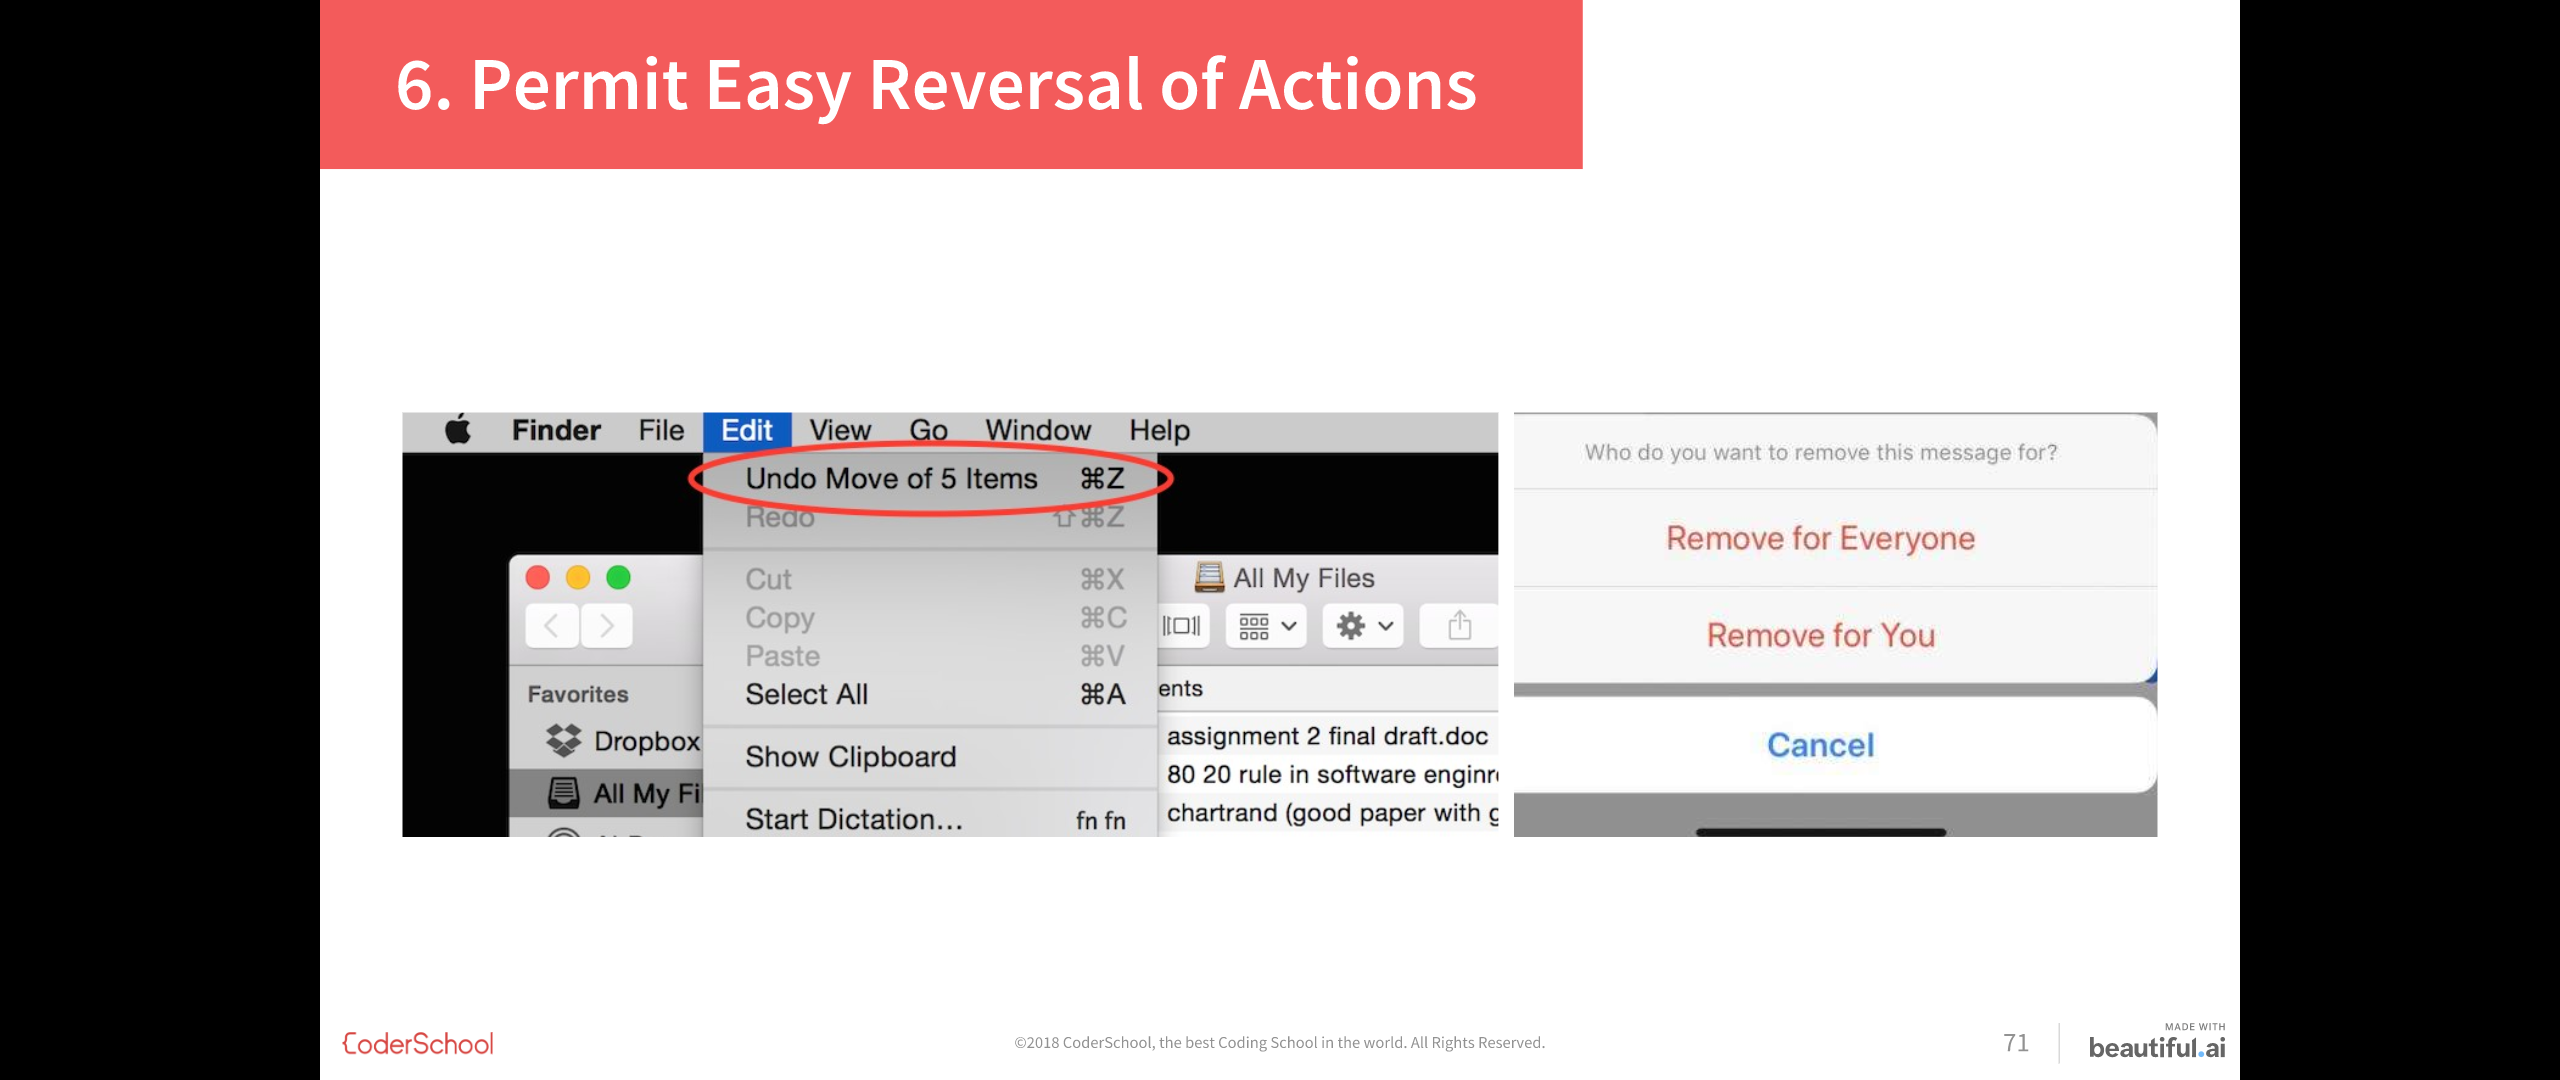 6. Permit Easy Reversal of Actions
Finder File Edit View Go Window Help
Undo Move of 5 Items ⌘Z
Redo ⇧⌘Z
Cut ⌘X
Copy ⌘C
Paste ⌘V
Select All ⌘A
Show Clipboard
Start Dictation... fn fn
All My Files
Favorites
Dropbox
All My Fi
ents
assignment 2 final draft.doc
80 20 rule in software enginr
chartrand (good paper with g
Who do you want to remove this message for?
Remove for Everyone
Remove for You
Cancel
CoderSchool
©2018 CoderSchool, the best Coding School in the world. All Rights Reserved.
71
MADE WITH
beautiful.ai